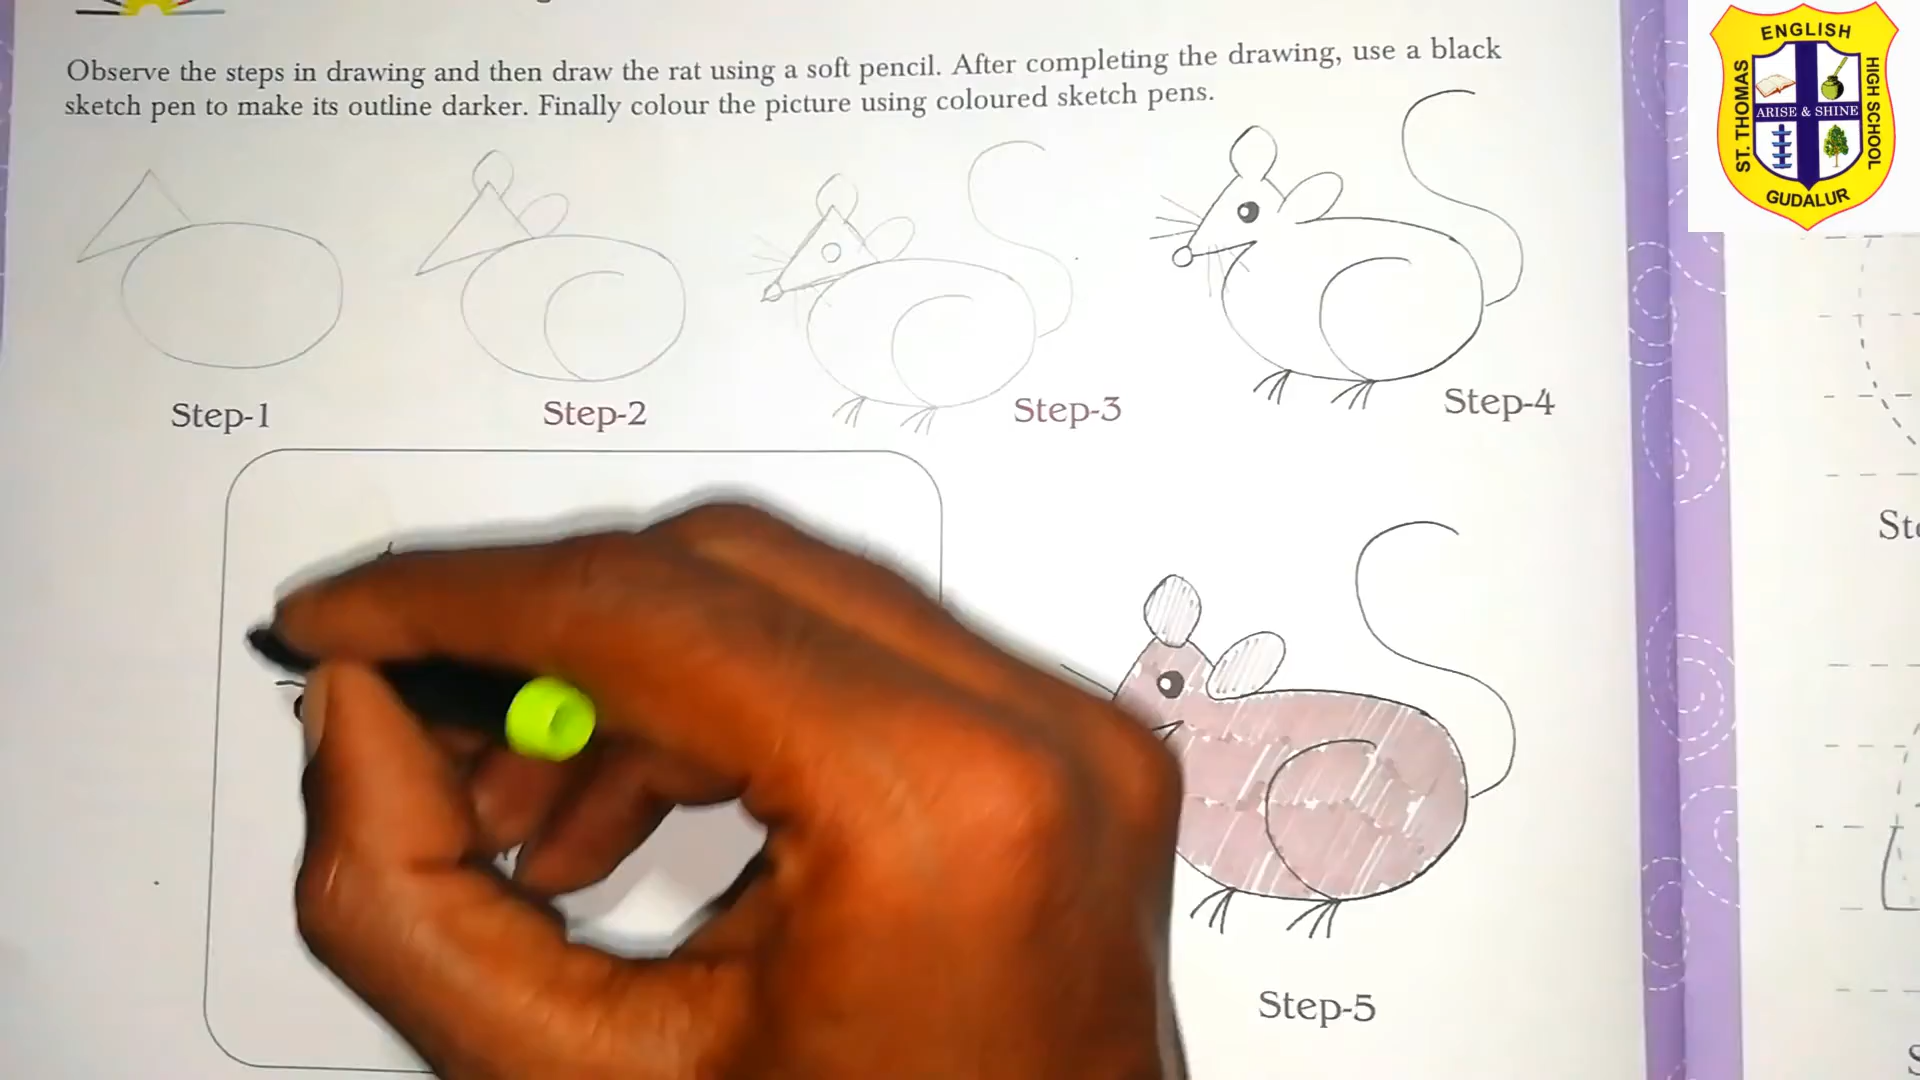 Observe the steps in drawing and then draw the rat using a soft pencil. After completing the drawing, use a black
sketch pen to make its outline darker. Finally colour the picture using coloured sketch pens.
Step-1
Step-2
Step-3
Step-4
Step-5
ENGLISH
ST. THOMAS
HIGH SCHOOL
ARISE & SHINE
GUDALUR